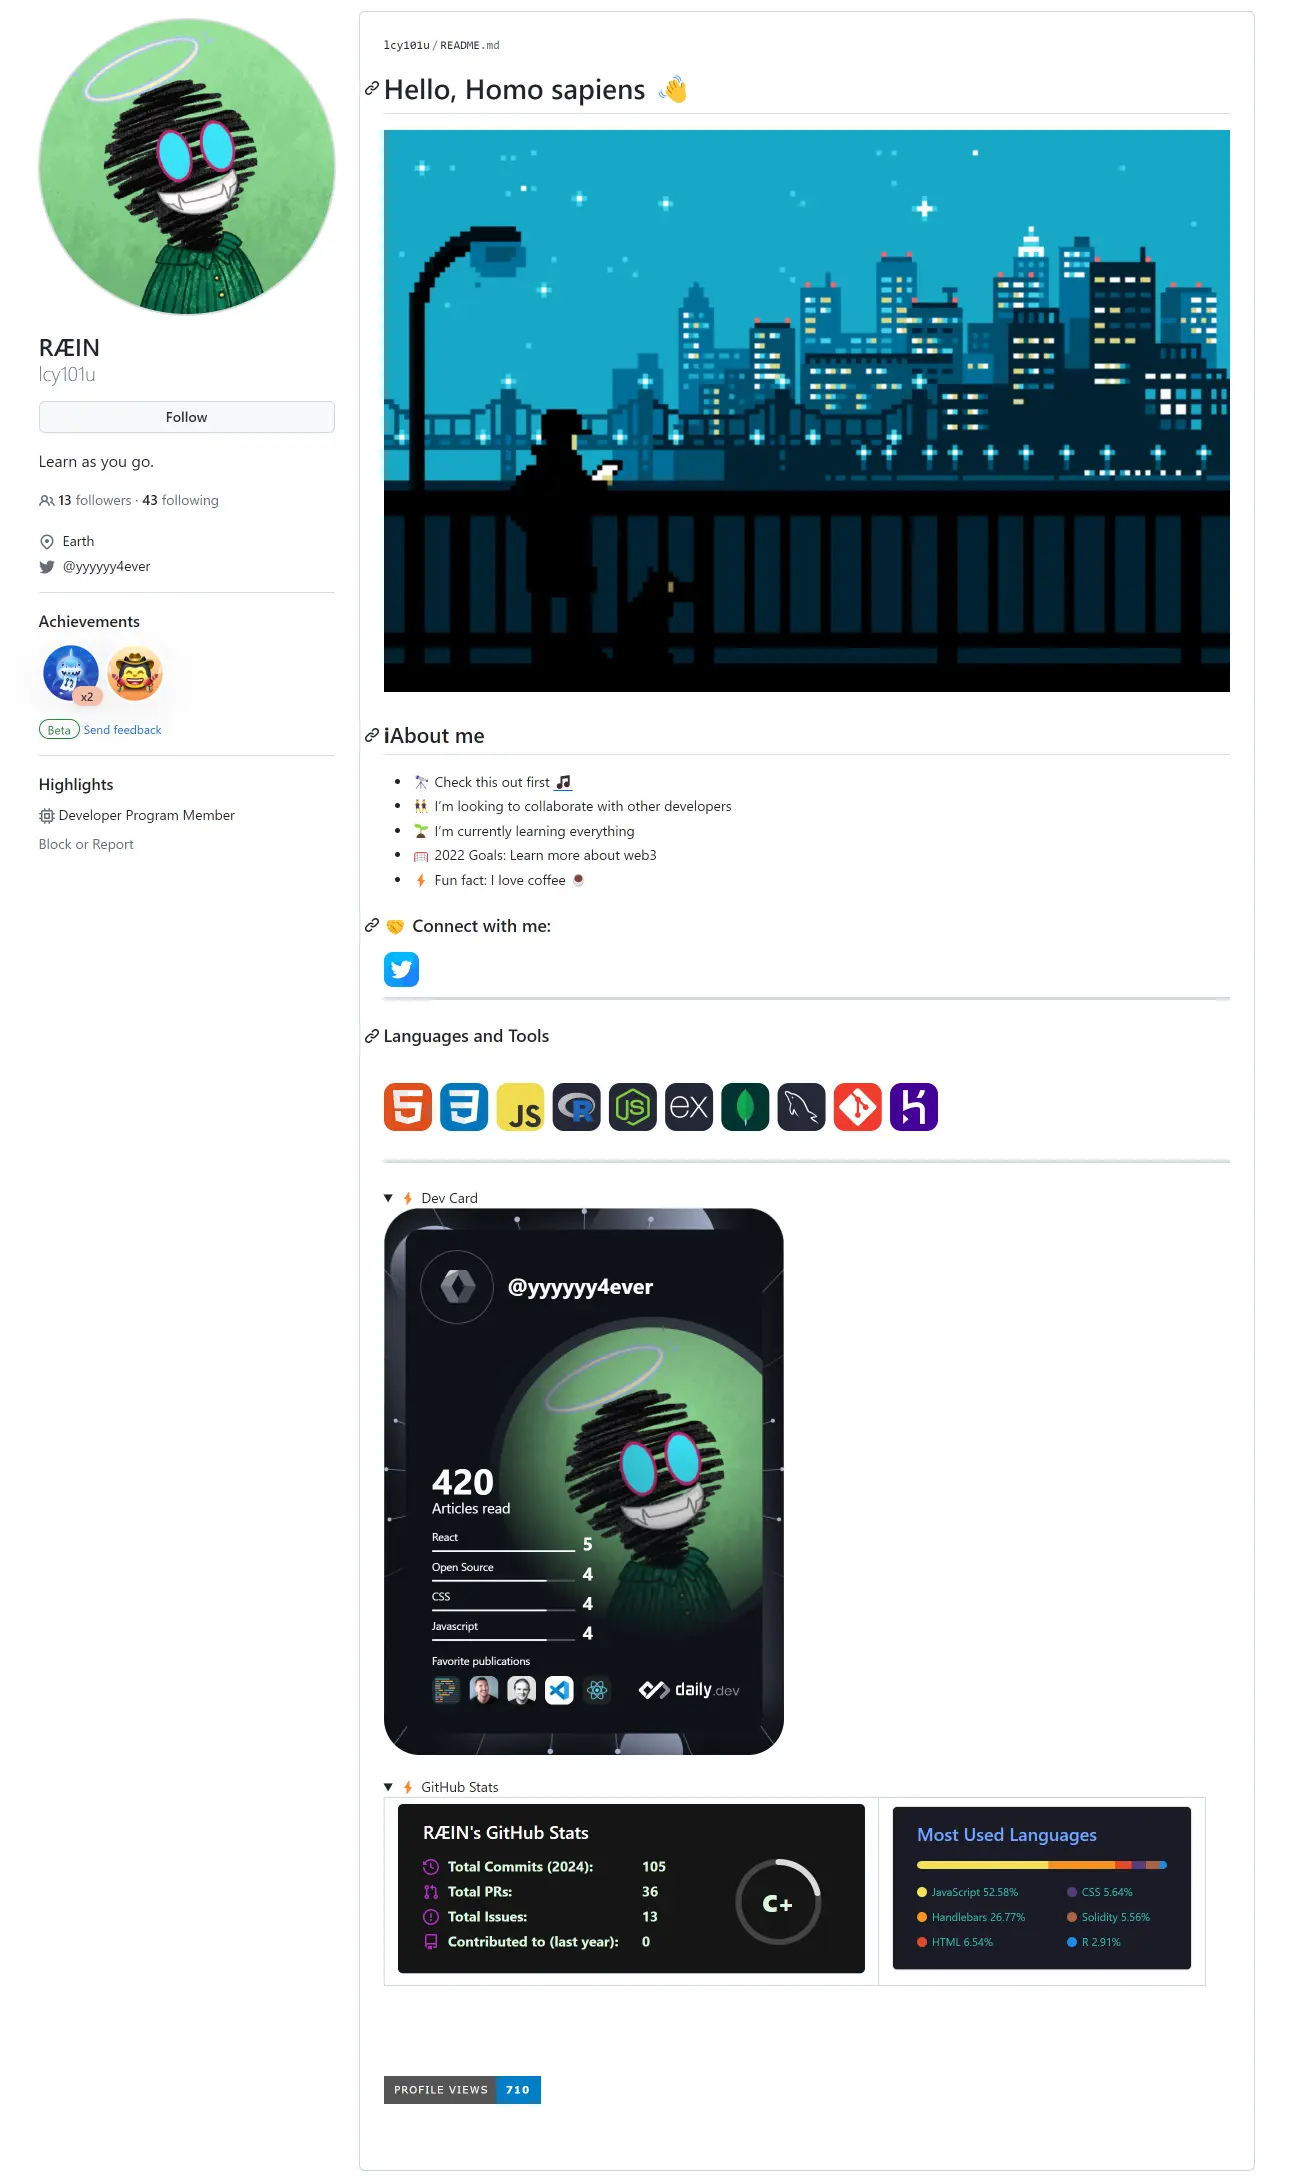 RÆIN
lcy101u
Follow
Learn as you go.
13 followers · 43 following
Earth
@yyyyyy4ever
Achievements
x2
Beta Send feedback
Highlights
Developer Program Member
Block or Report
lcy101u / README.md
Hello, Homo sapiens 👋
iAbout me
🔭 Check this out first 🎵
👯 I’m looking to collaborate with other developers
🌱 I’m currently learning everything
🥅 2022 Goals: Learn more about web3
⚡ Fun fact: I love coffee ☕
🤝 Connect with me:
Languages and Tools
5 3 JS R JS ex
▼ ⚡ Dev Card
@yyyyyy4ever
420
Articles read
React 5
Open Source 4
CSS 4
Javascript 4
Favorite publications
daily.dev
▼ ⚡ GitHub Stats
RÆIN's GitHub Stats
Total Commits (2024): 105
Total PRs: 36
Total Issues: 13
Contributed to (last year): 0
C+
Most Used Languages
JavaScript 52.58% CSS 5.64%
Handlebars 26.77% Solidity 5.56%
HTML 6.54% R 2.91%
PROFILE VIEWS 710